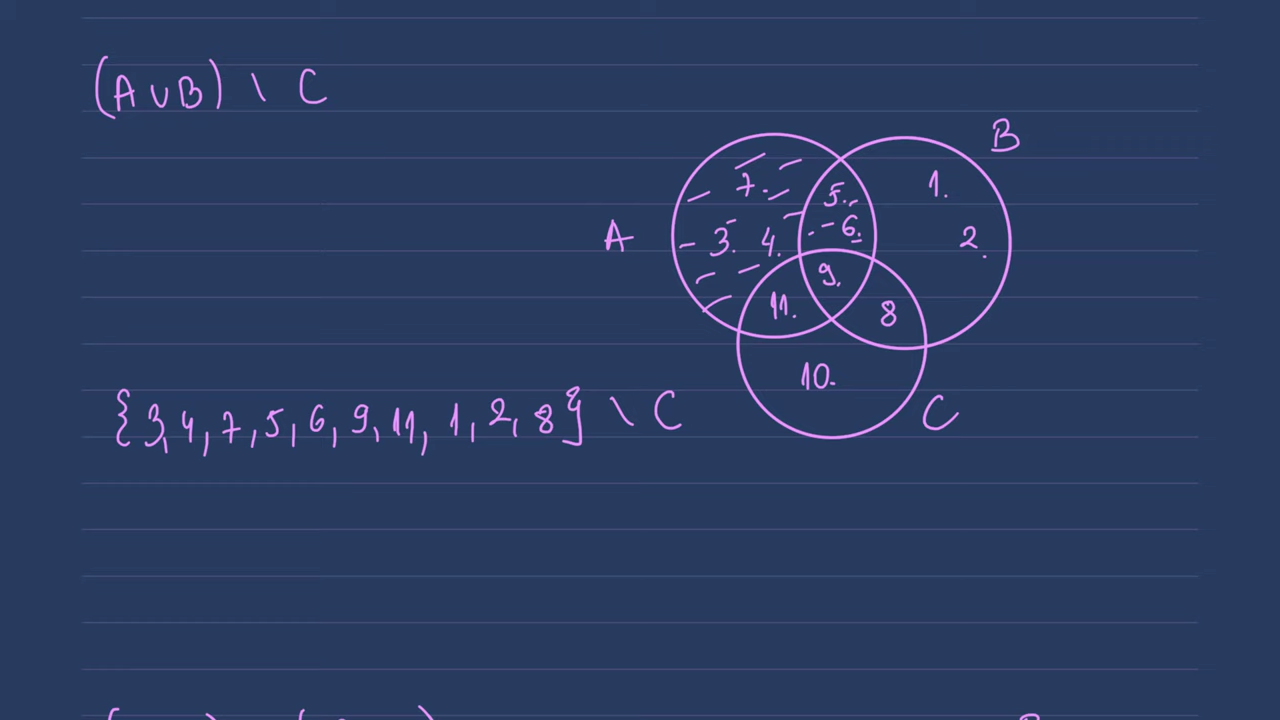 (A∪B) \ C
B
7.
5.
1.
A
3. 4.
6.
2.
9.
11.
8
10.
{3, 4, 7, 5, 6, 9, 11, 1, 2, 8} \ C
C